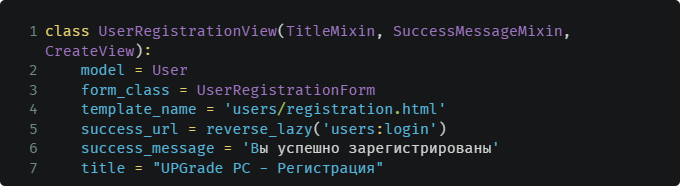 1 class UserRegistrationView(TitleMixin, SuccessMessageMixin,
CreateView):
2     model = User
3     form_class = UserRegistrationForm
4     template_name = 'users/registration.html'
5     success_url = reverse_lazy('users:login')
6     success_message = 'Вы успешно зарегистрированы'
7     title = "UPGrade PC - Регистрация"